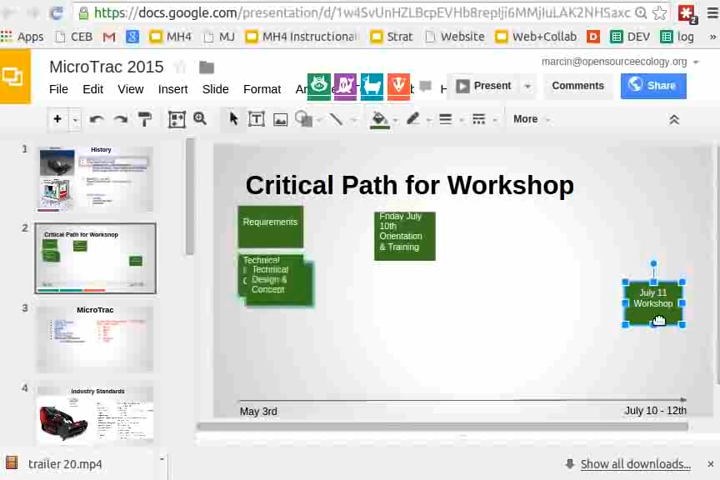 https://docs.google.com/presentation/d/1w4SvUnHZLBcpEVHb8repIji6MMjIuLAK2NHSaxc
Apps CEB MH4 MJ MH4 Instructional Strat Website Web+Collab DEV log
MicroTrac 2015
marcin@opensourceecology.org
File Edit View Insert Slide Format
Present Comments Share
More
1
History
2
Critical Path for Workshop
3
MicroTrac
4
Industry Standards
Critical Path for Workshop
Requirements
Friday July
10th
Orientation
& Training
Technical
Technical
Design &
Concept
July 11
Workshop
May 3rd
July 10 - 12th
trailer 20.mp4
Show all downloads...